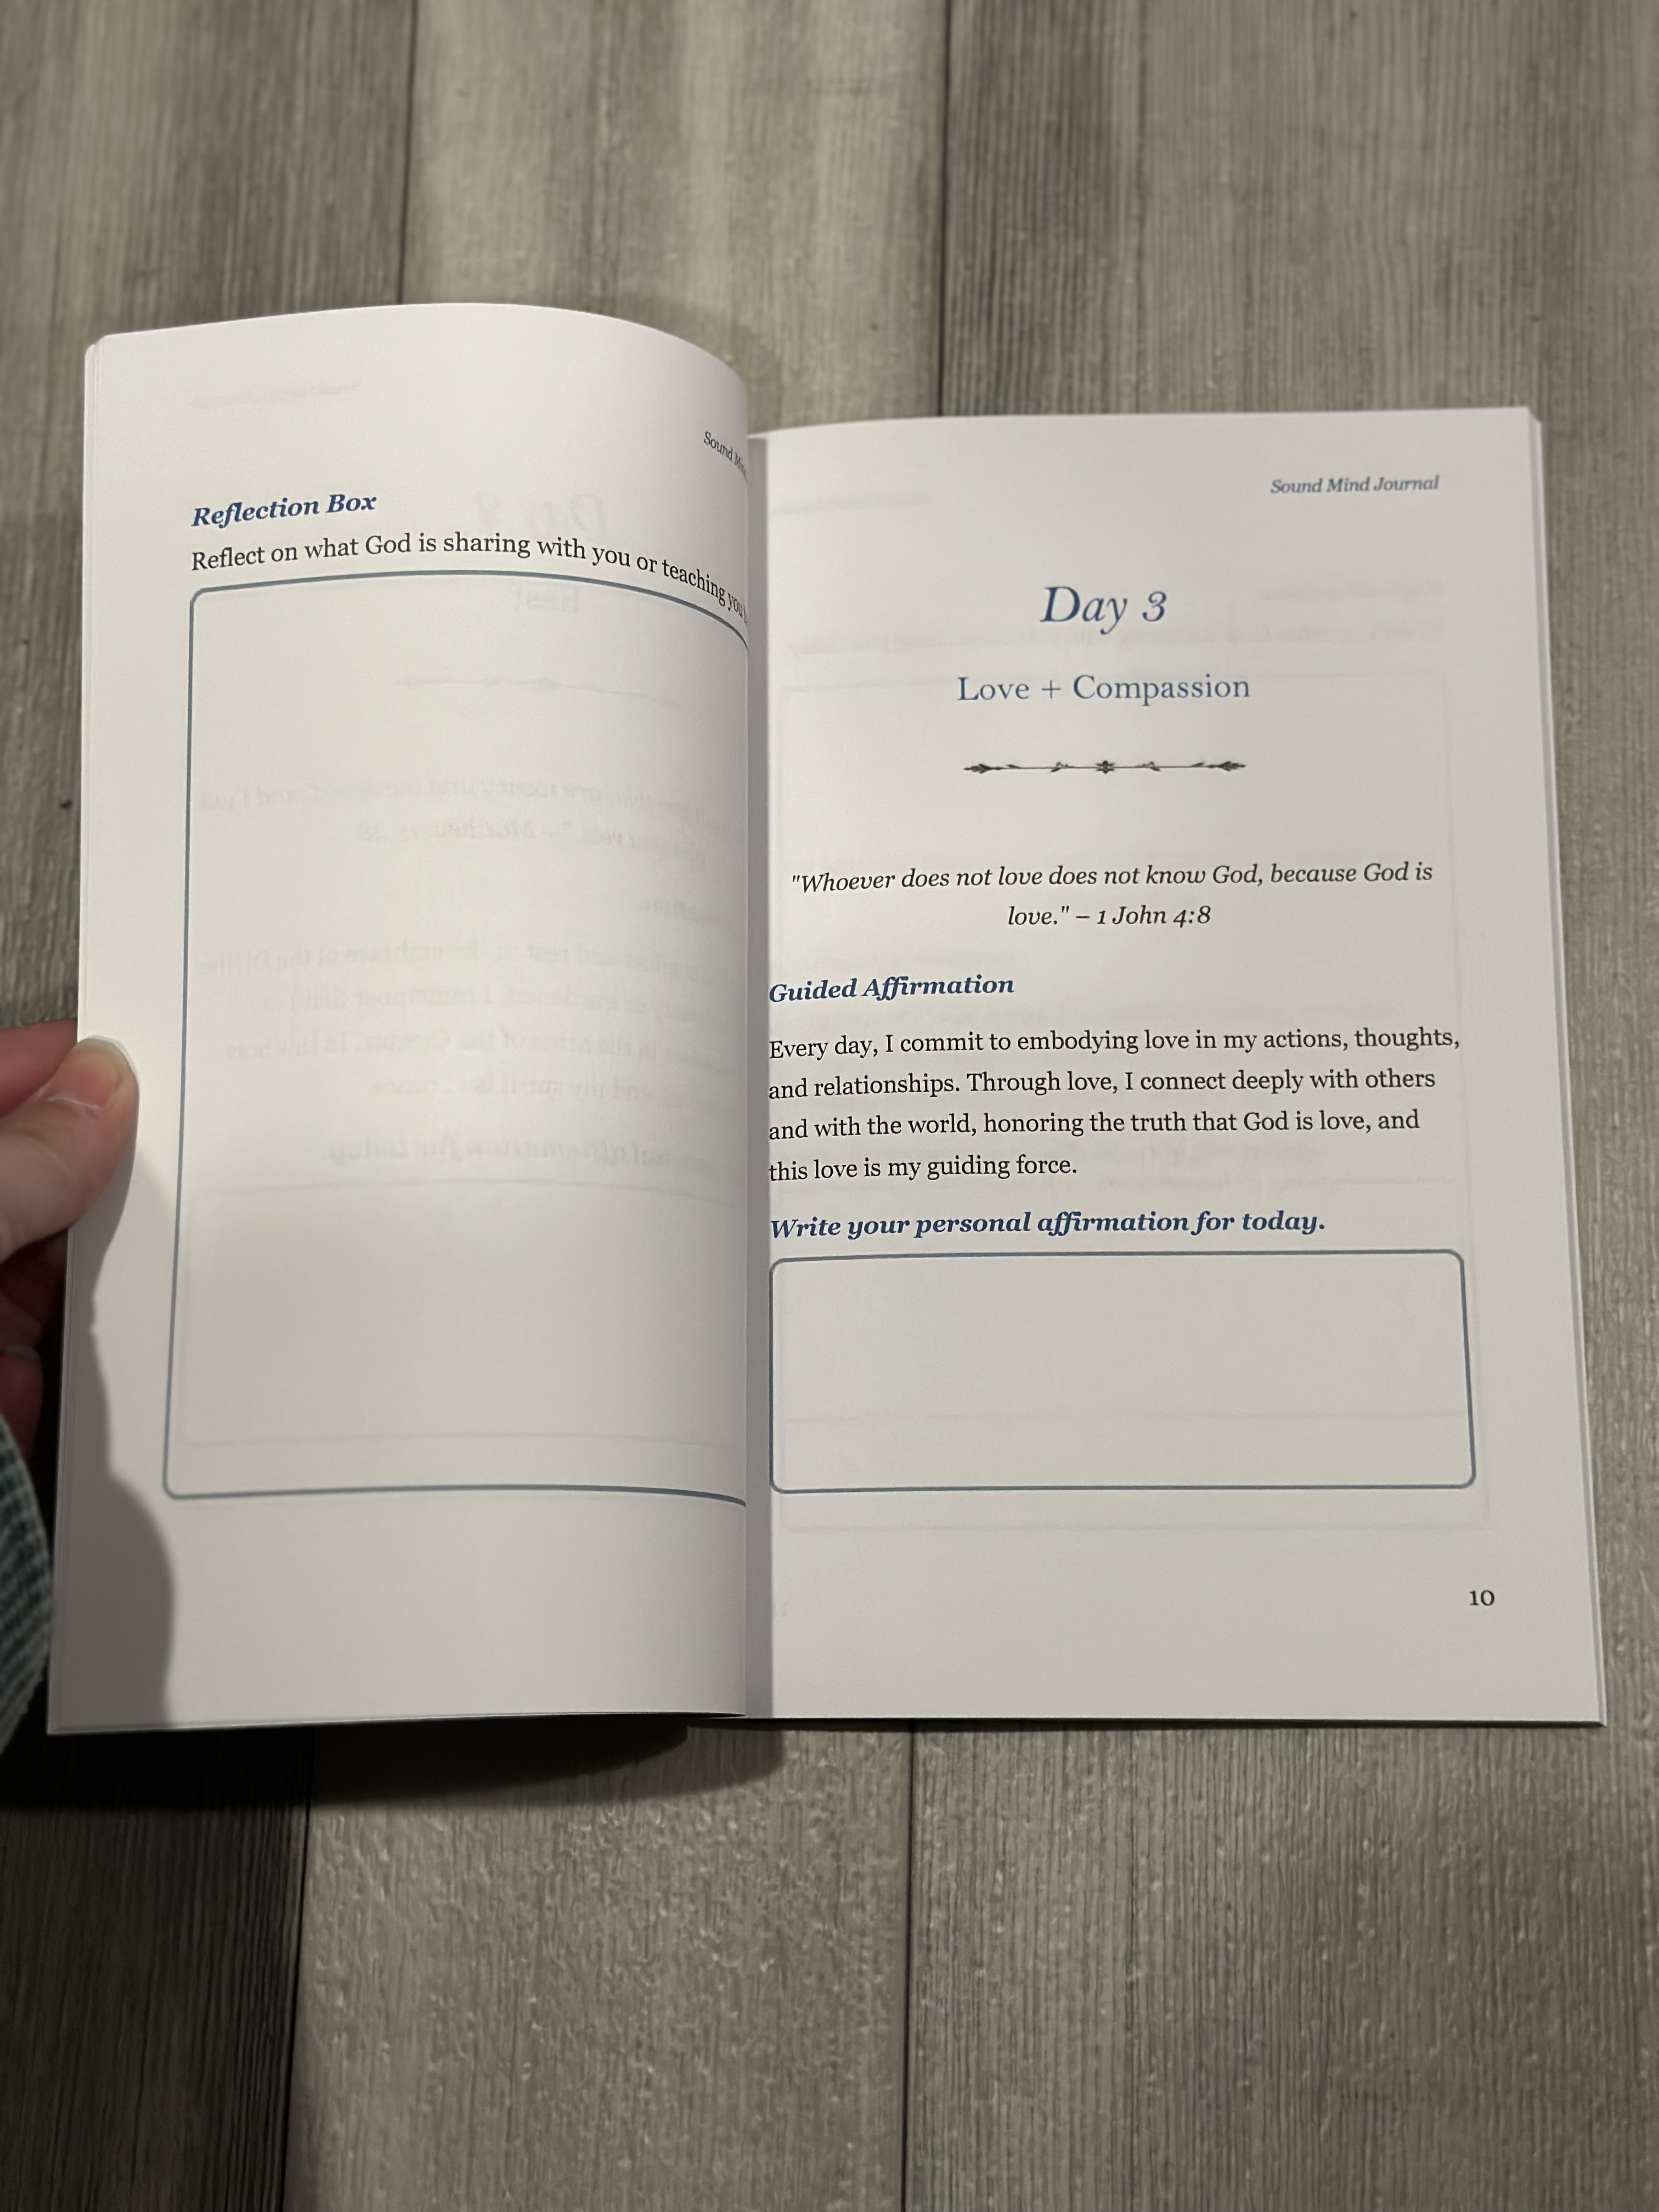 Sound
Reflection Box
Reflect on what God is sharing with you or teaching you
Sound Mind Journal
Day 3
Love + Compassion
"Whoever does not love does not know God, because God is
love." – 1 John 4:8
Guided Affirmation
Every day, I commit to embodying love in my actions, thoughts,
and relationships. Through love, I connect deeply with others
and with the world, honoring the truth that God is love, and
this love is my guiding force.
Write your personal affirmation for today.
10